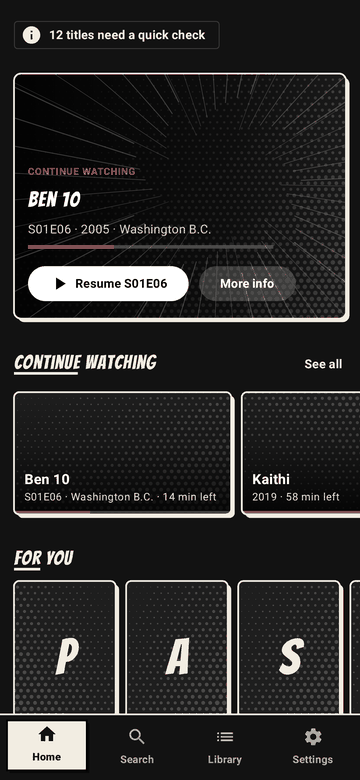 12 titles need a quick check
CONTINUE WATCHING
BEN 10
S01E06 · 2005 · Washington B.C.
Resume S01E06
More info
CONTINUE WATCHING
See all
Ben 10
S01E06 · Washington B.C. · 14 min left
Kaithi
2019 · 58 min left
FOR YOU
P
A
S
Home
Search
Library
Settings